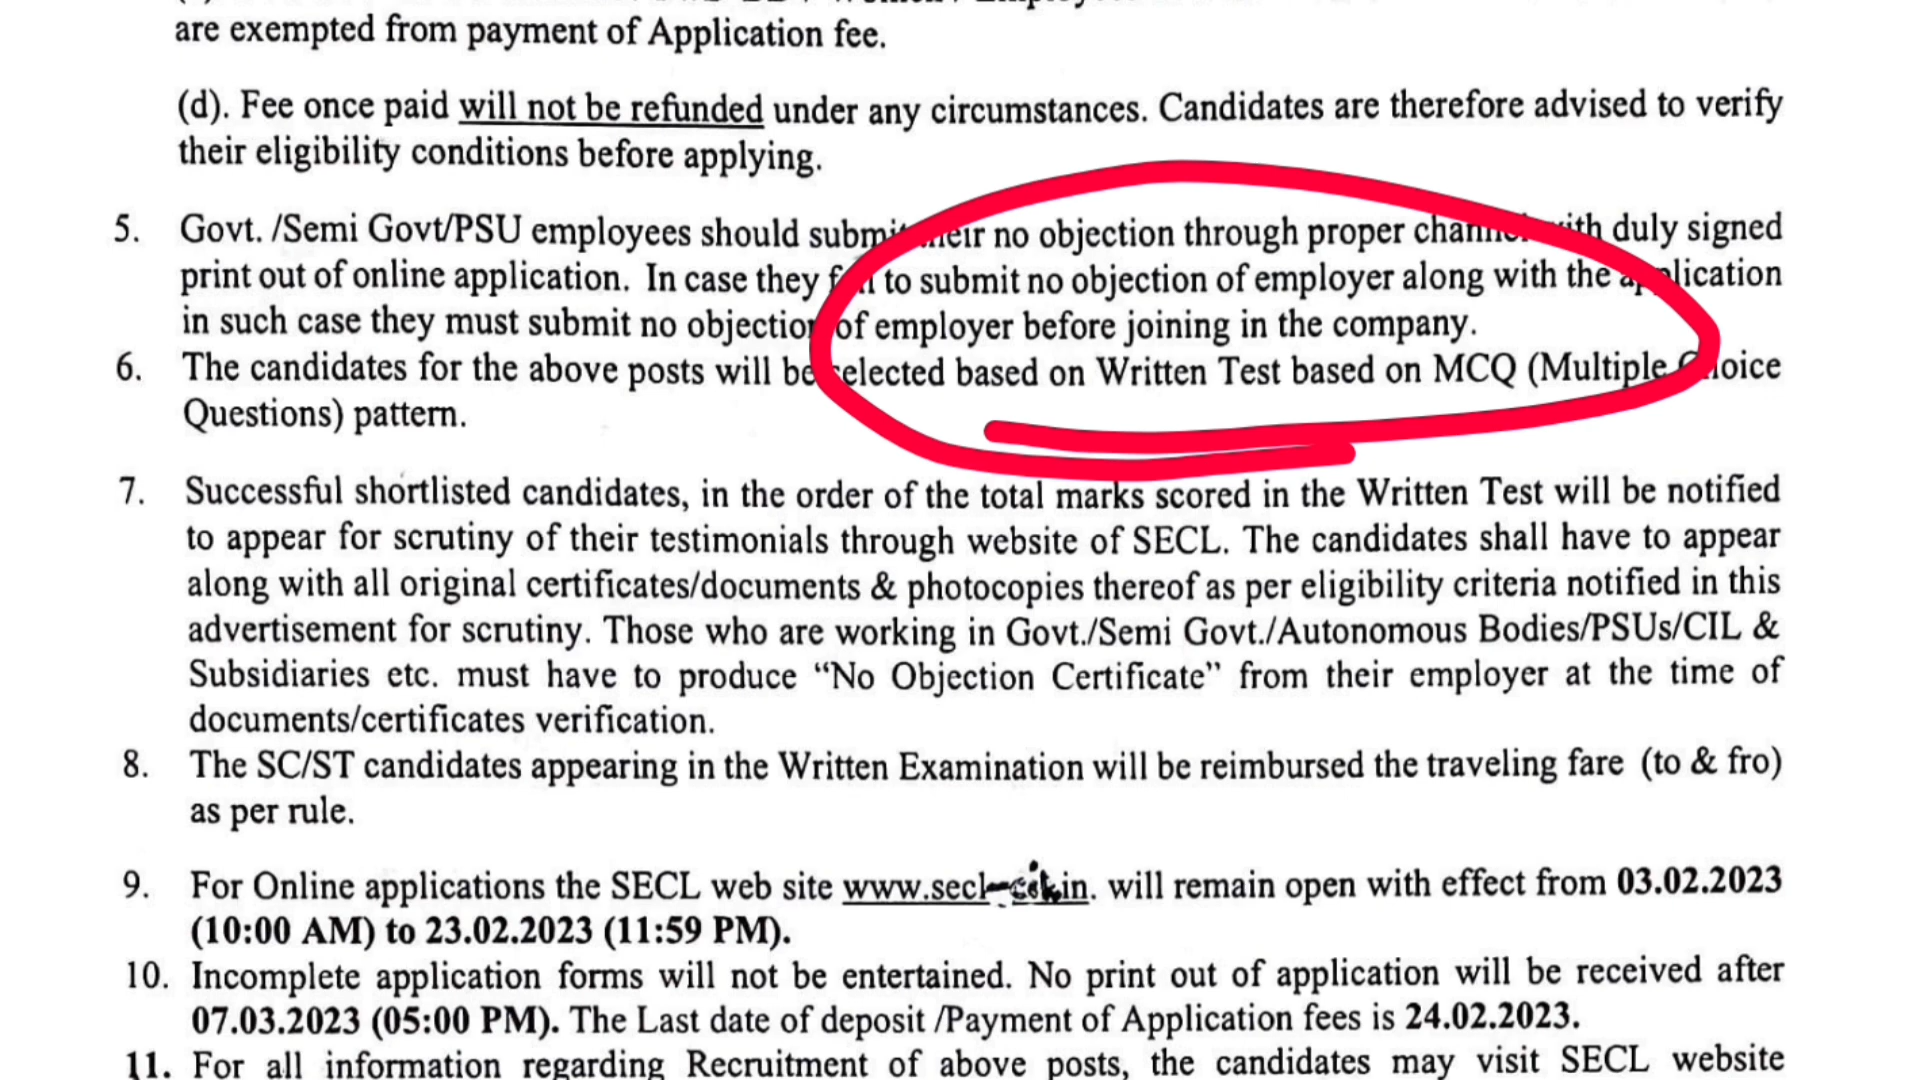 are exempted from payment of Application fee.
(d). Fee once paid will not be refunded under any circumstances. Candidates are therefore advised to verify
their eligibility conditions before applying.
5. Govt. /Semi Govt/PSU employees should submit their no objection through proper channel with duly signed
print out of online application. In case they fail to submit no objection of employer along with the application
in such case they must submit no objection of employer before joining in the company.
6. The candidates for the above posts will be selected based on Written Test based on MCQ (Multiple Choice
Questions) pattern.
7. Successful shortlisted candidates, in the order of the total marks scored in the Written Test will be notified
to appear for scrutiny of their testimonials through website of SECL. The candidates shall have to appear
along with all original certificates/documents & photocopies thereof as per eligibility criteria notified in this
advertisement for scrutiny. Those who are working in Govt./Semi Govt./Autonomous Bodies/PSUs/CIL &
Subsidiaries etc. must have to produce “No Objection Certificate” from their employer at the time of
documents/certificates verification.
8. The SC/ST candidates appearing in the Written Examination will be reimbursed the traveling fare (to & fro)
as per rule.
9. For Online applications the SECL web site will remain open with effect from 03.02.2023
(10:00 AM) to 23.02.2023 (11:59 PM).
10. Incomplete application forms will not be entertained. No print out of application will be received after
07.03.2023 (05:00 PM). The Last date of deposit /Payment of Application fees is 24.02.2023.
11. For all information regarding Recruitment of above posts, the candidates may visit SECL website